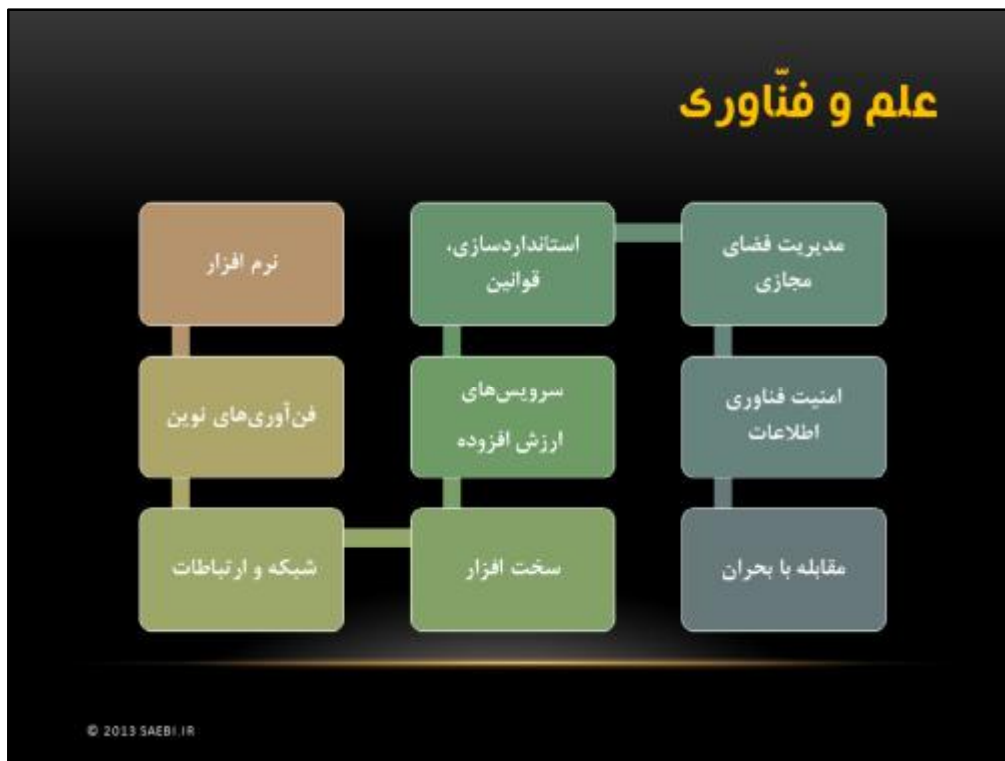 علم و فنّاوری
نرم افزار
فن‌آوری‌های نوین
شبکه و ارتباطات
سخت افزار
سرویس‌های
ارزش افزوده
استانداردسازی،
قوانین
مدیریت فضای
مجازی
امنیت فناوری
اطلاعات
مقابله با بحران
© 2013 SAEBI.IR